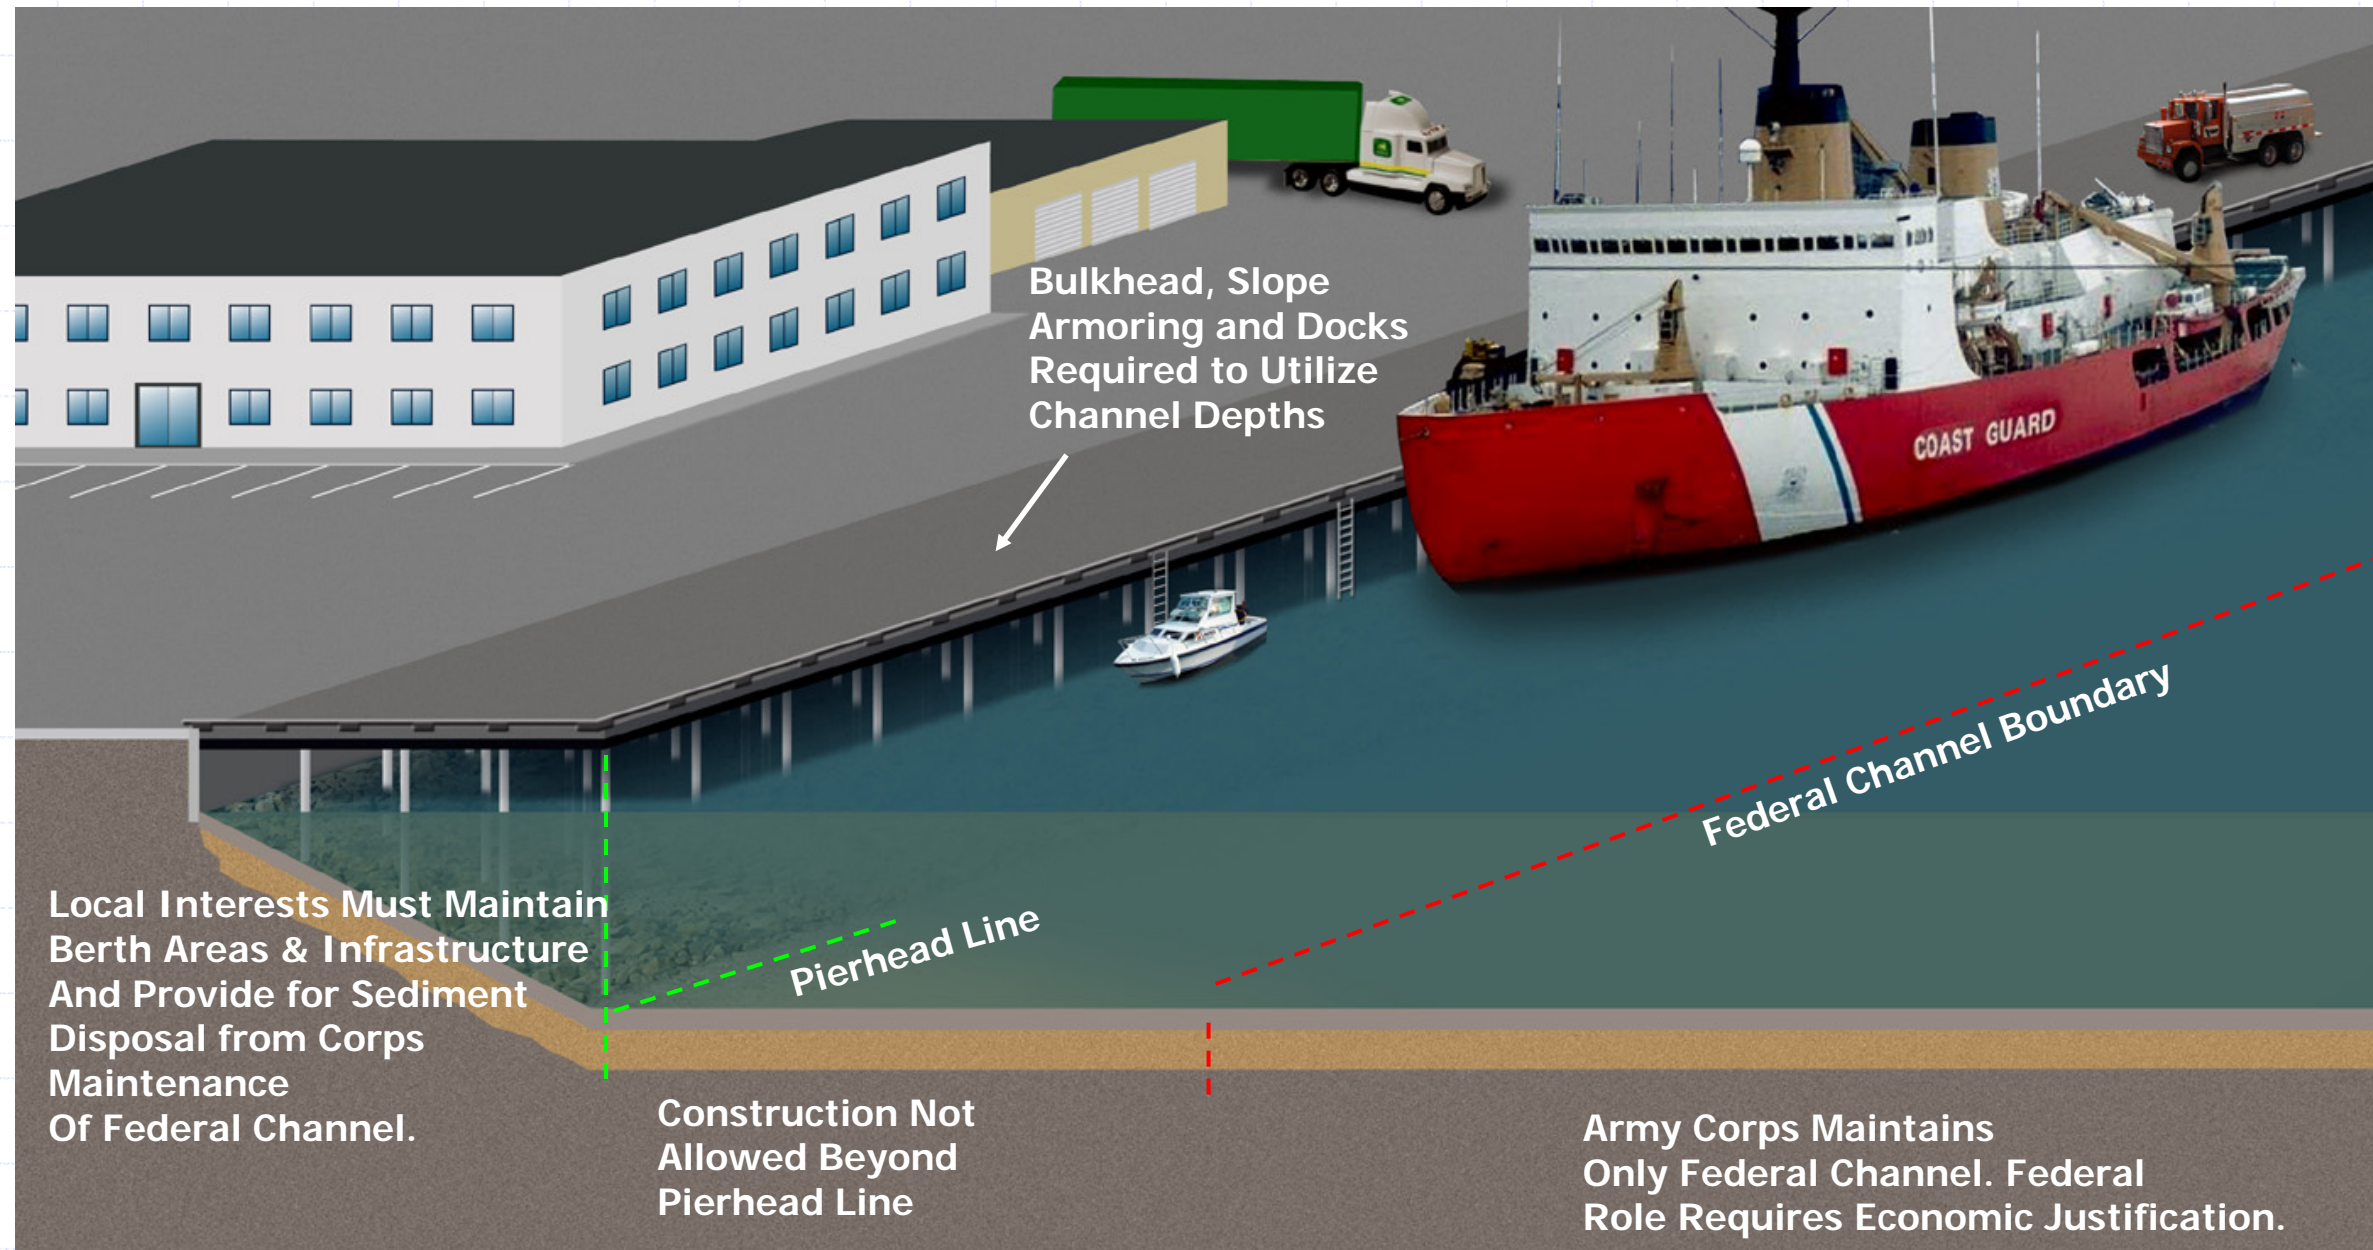 Bulkhead, Slope
Armoring and Docks
Required to Utilize
Channel Depths
COAST GUARD
Federal Channel Boundary
Pierhead Line
Local Interests Must Maintain
Berth Areas & Infrastructure
And Provide for Sediment
Disposal from Corps
Maintenance
Of Federal Channel.
Construction Not
Allowed Beyond
Pierhead Line
Army Corps Maintains
Only Federal Channel. Federal
Role Requires Economic Justification.